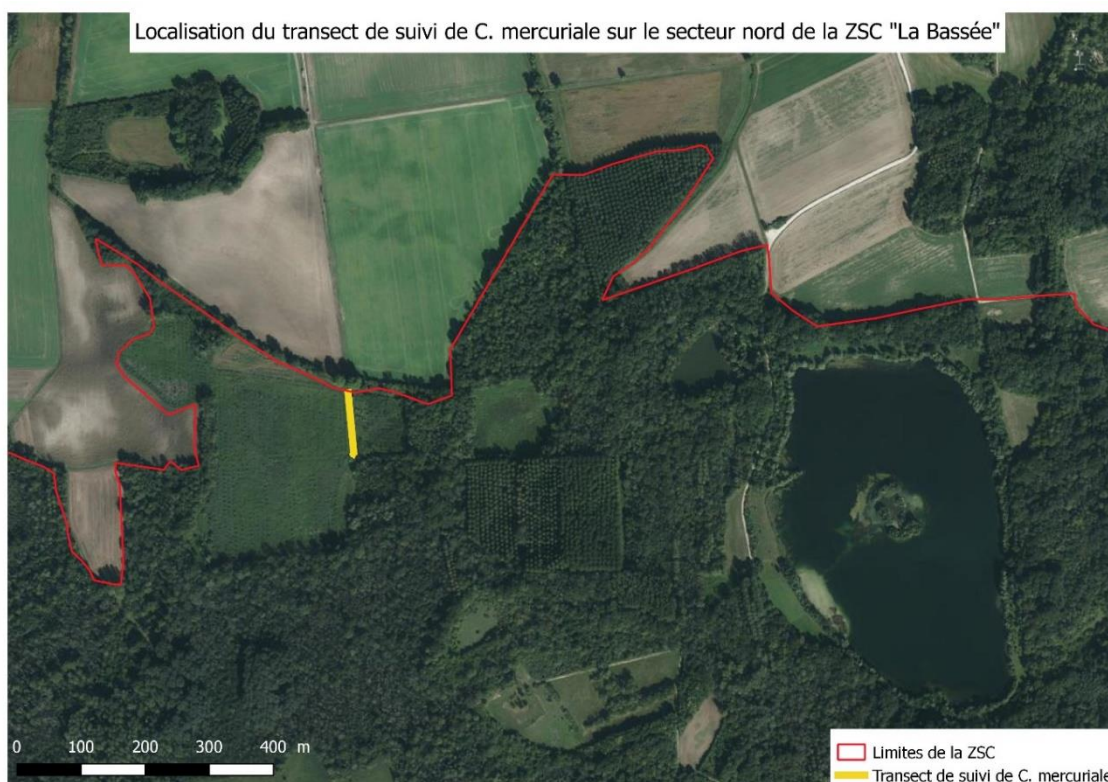 Localisation du transect de suivi de C. mercuriale sur le secteur nord de la ZSC "La Bassée"
0 100 200 300 400 m
Limites de la ZSC
Transect de suivi de C. mercuriale